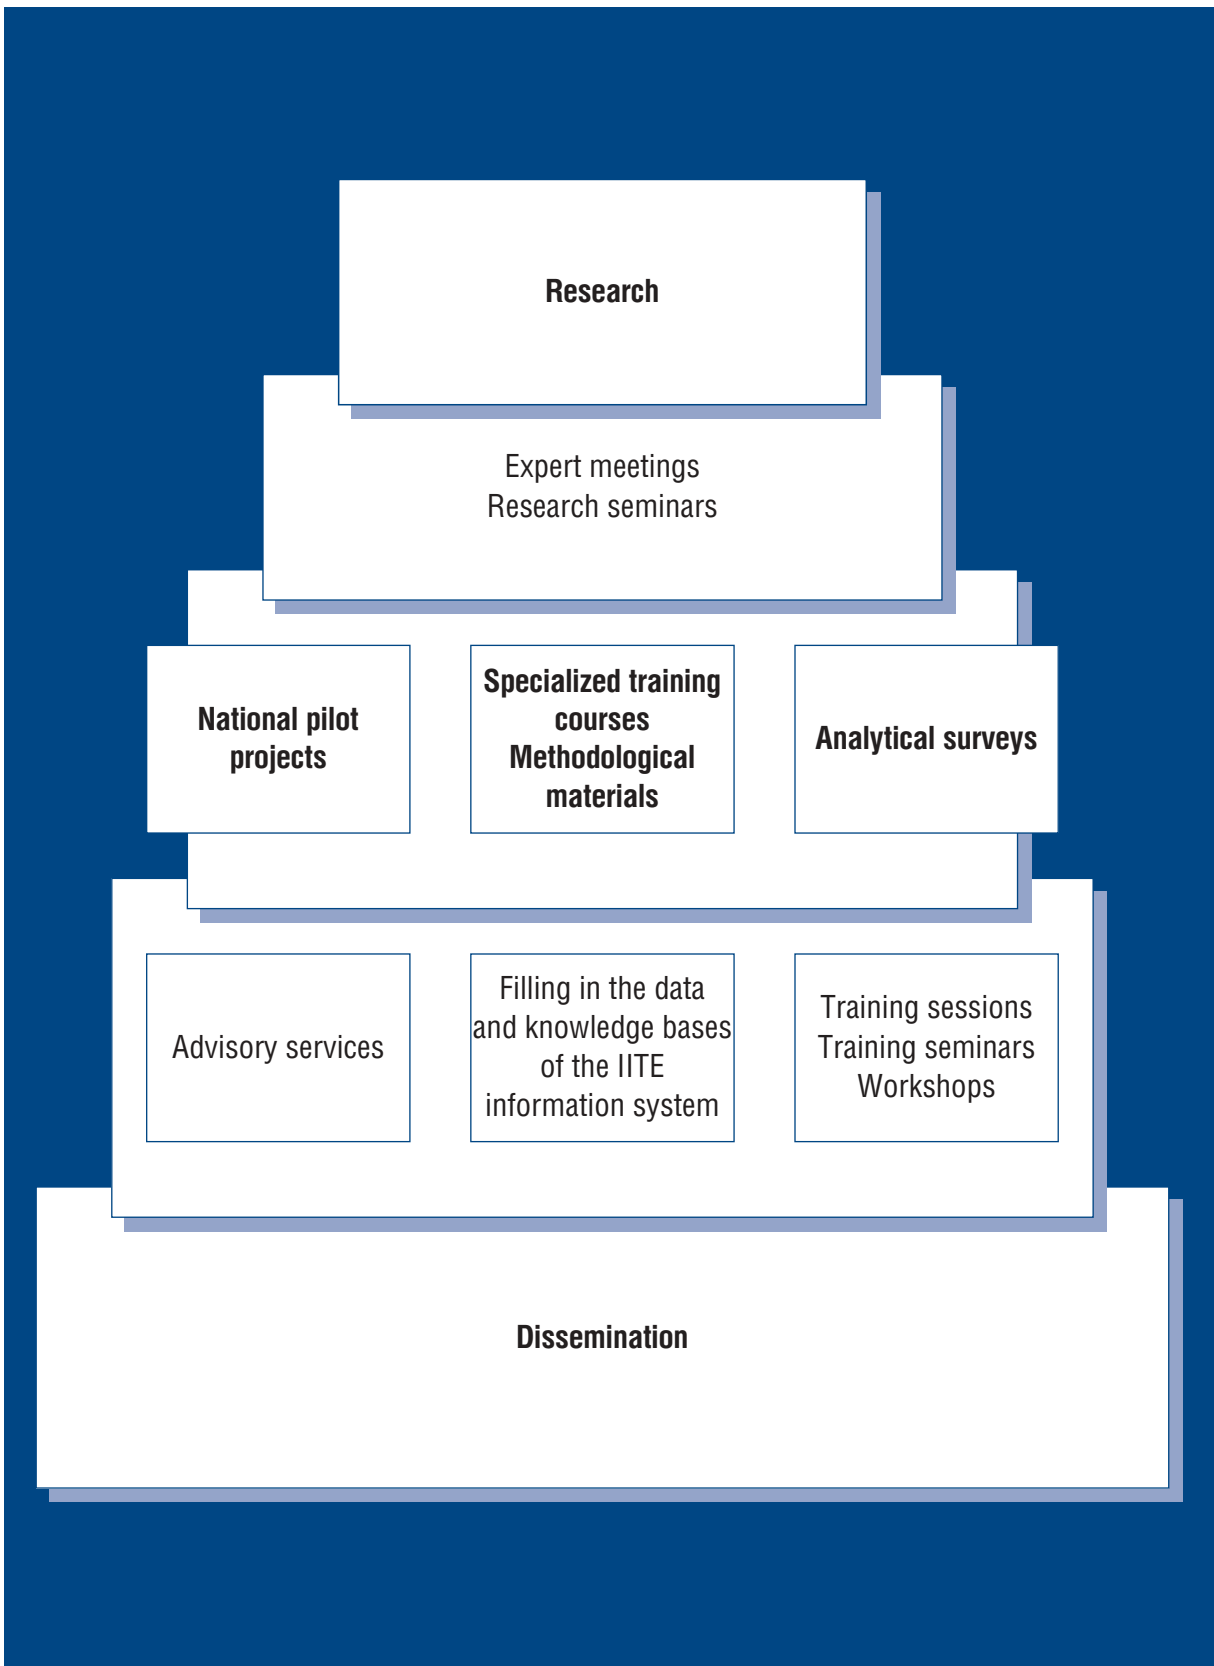 Research
Expert meetings
Research seminars
National pilot
projects
Specialized training
courses
Methodological
materials
Analytical surveys
Advisory services
Filling in the data
and knowledge bases
of the IITE
information system
Training sessions
Training seminars
Workshops
Dissemination